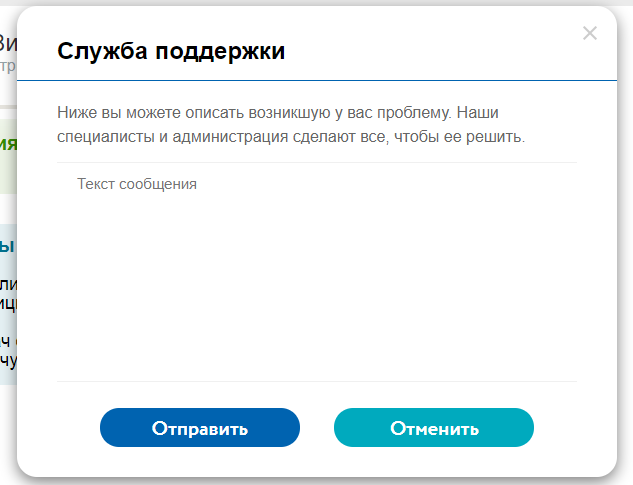 Служба поддержки
Ниже вы можете описать возникшую у вас проблему. Наши
специалисты и администрация сделают все, чтобы ее решить.
Текст сообщения
Отправить
Отменить